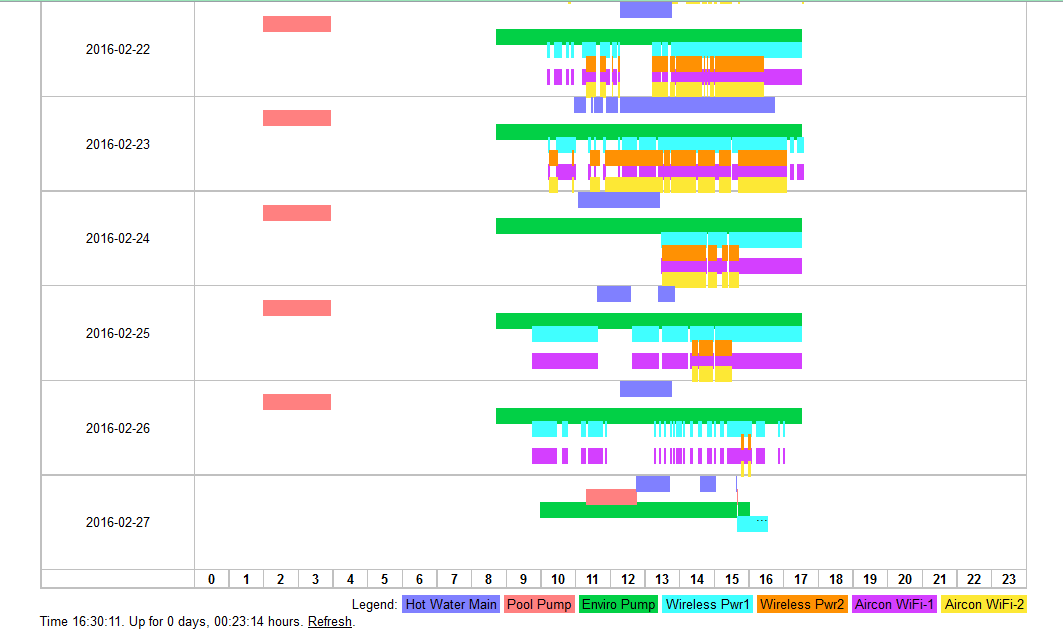 2016-02-22
2016-02-23
2016-02-24
2016-02-25
2016-02-26
2016-02-27
0 1 2 3 4 5 6 7 8 9 10 11 12 13 14 15 16 17 18 19 20 21 22 23
Legend: Hot Water Main Pool Pump Enviro Pump Wireless Pwr1 Wireless Pwr2 Aircon WiFi-1 Aircon WiFi-2
Time 16:30:11. Up for 0 days, 00:23:14 hours. Refresh.